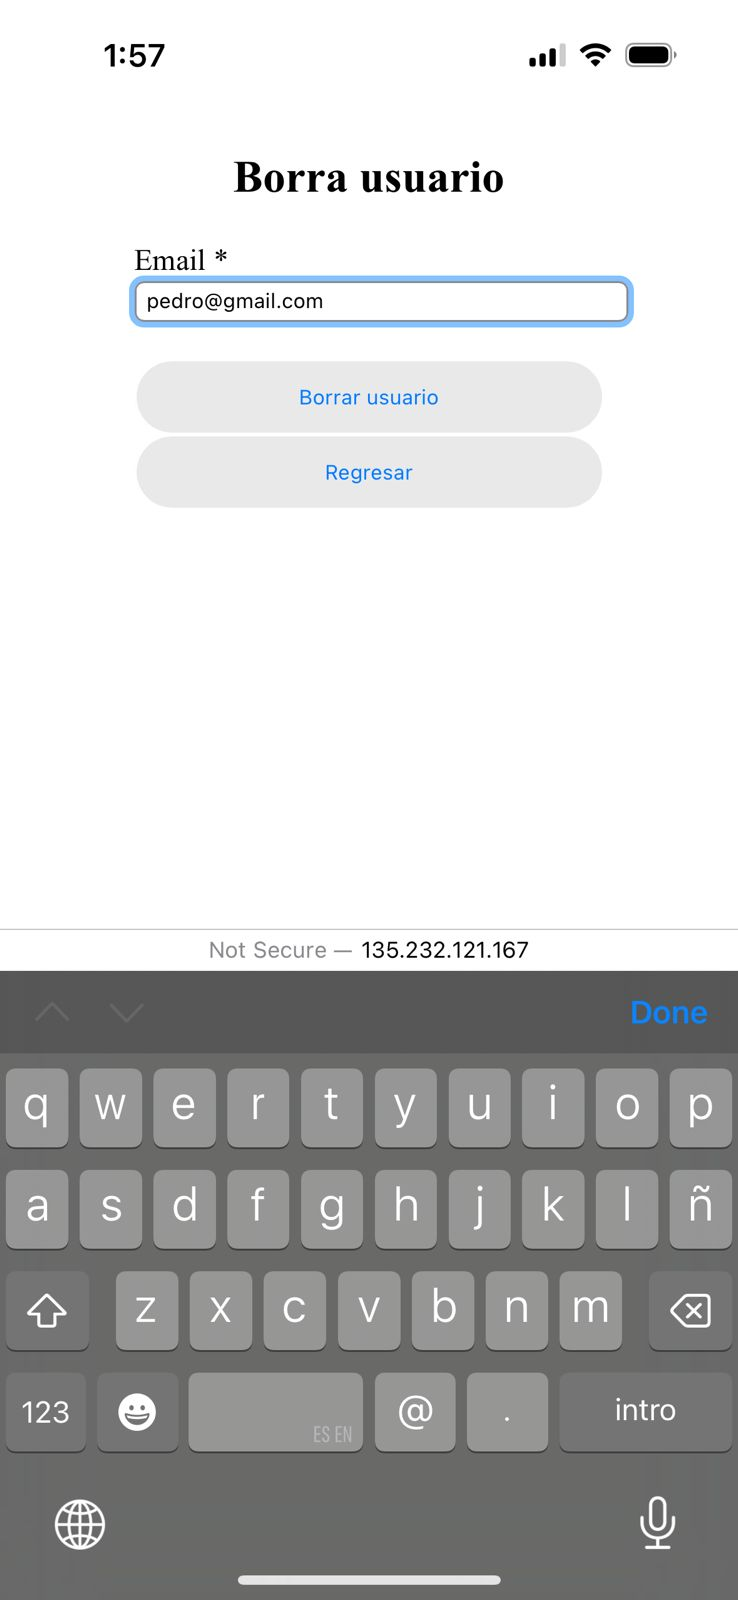 1:57
Borra usuario
Email *
pedro@gmail.com
Borrar usuario
Regresar
Not Secure — 135.232.121.167
Done
q w e r t y u i o p
a s d f g h j k l ñ
z x c v b n m
123 ES EN @ . intro